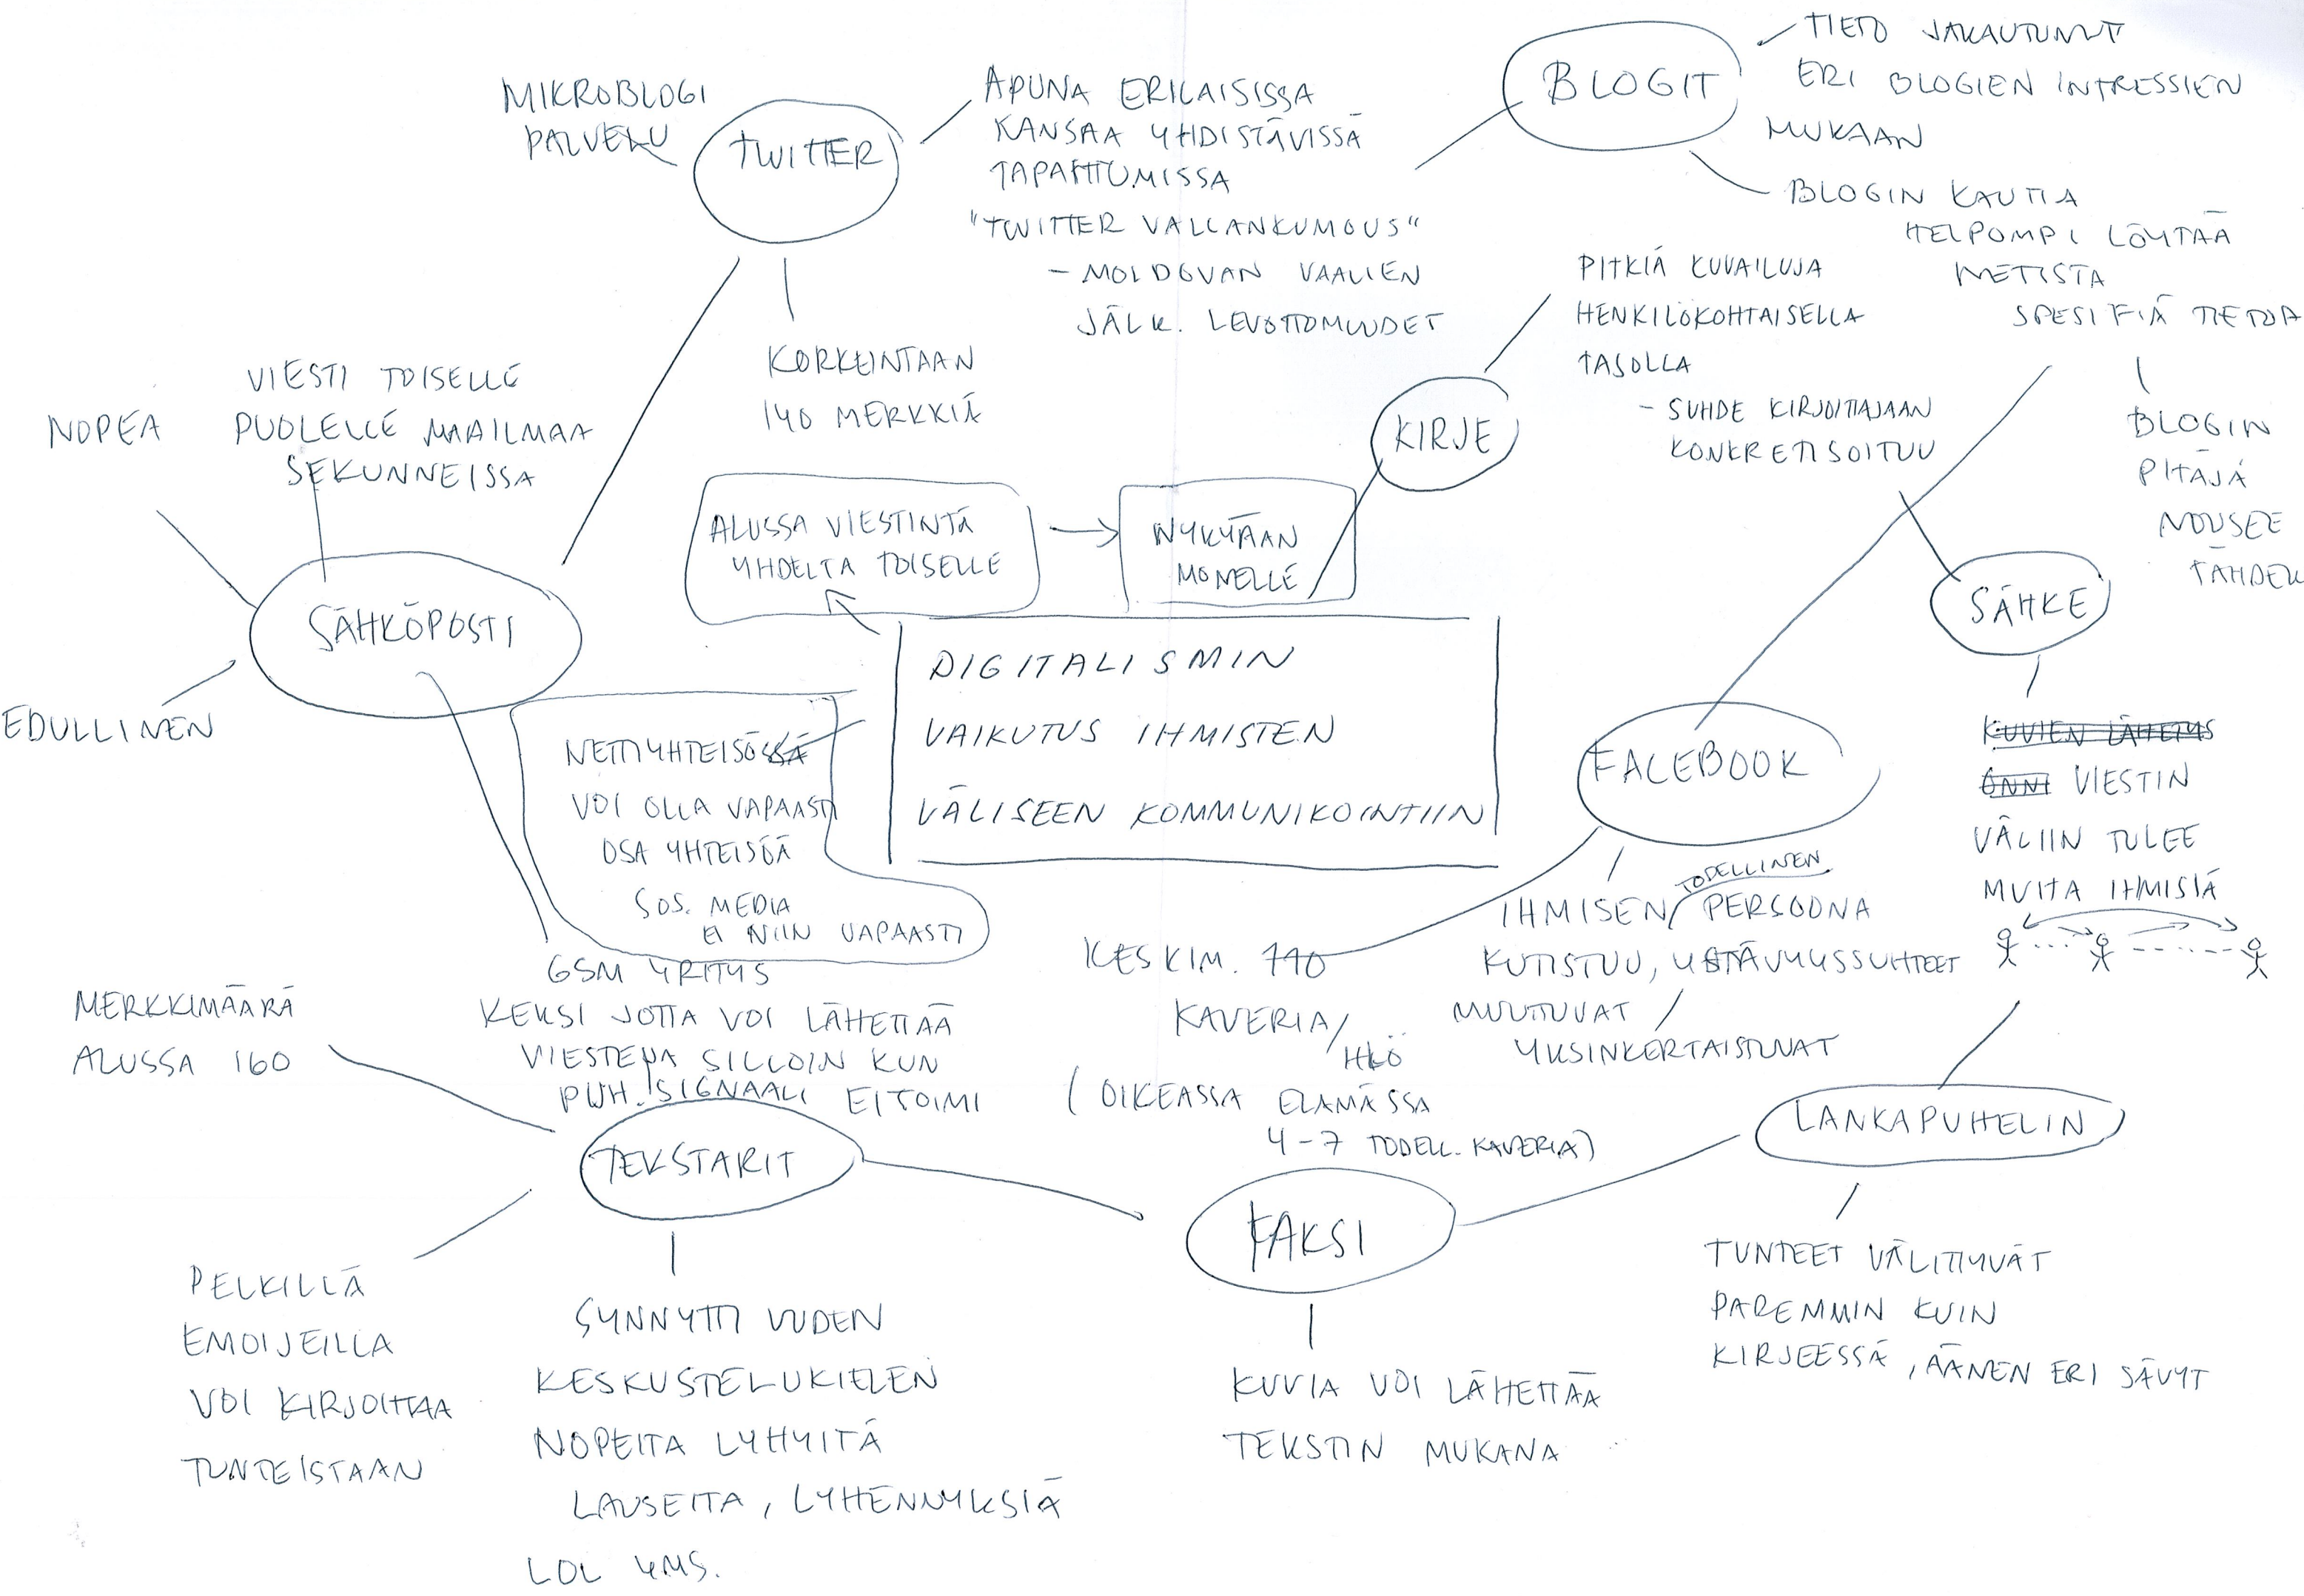 MIKROBLOGI
PALVELU
TWITTER
APUNA ERILAISISSA
KANSAA YHDISTÄVISSÄ
TAPAHTUMISSA
"TWITTER VALLANKUMOUS"
- MOLDOVAN VAALIEN
JÄLK. LEVOTTOMUUDET
KORKEINTAAN
140 MERKKIÄ
BLOGIT
TIETO JAKAUTUNUT
ERI BLOGIEN INTRESSIEN
MUKAAN
BLOGIN KAUTTA
HELPOMPI LÖYTÄÄ
NETISTÄ
SPESIFIÄ TIETOA
BLOGIN
PITÄJÄ
NOUSEE
TÄHDEKS
PITKIÄ KUVAILUJA
HENKILÖKOHTAISELLA
TASOLLA
- SUHDE KIRJOITTAJAAN
KONKRETISOITUU
KIRJE
NOPEA
VIESTI TOISELLE
PUOLELLE MAAILMAA
SEKUNNEISSA
SÄHKÖPOSTI
EDULLINEN
ALUSSA VIESTINTÄ
YHDELTÄ TOISELLE
NYKYÄÄN
MONELLE
DIGITALISMIN
VAIKUTUS IHMISTEN
VÄLISEEN KOMMUNIKOINTIIN
NETTIYHTEISÖSSÄ
VOI OLLA VAPAASTI
OSA YHTEISÖÄ
SOS. MEDIA
EI NIIN VAPAASTI
SÄHKE
KUVIEN LÄHETYS
ONNI VIESTIN
VÄLIIN TULEE
MUITA IHMISIÄ
FACEBOOK
TODELLINEN
IHMISEN PERSOONA
KUTISTUU, YSTÄVYYSSUHTEET
MUUTTUVAT /
YKSINKERTAISTUVAT
KESKIM.
KAVERIA/
HLÖ
( OIKEASSA ELÄMÄSSÄ
4-7 TODELL. KAVERIA)
GSM YRITYS
KEKSI JOTTA VOI LÄHETTÄÄ
VIESTEJÄ SILLOIN KUN
PUH. SIGNAALI EI TOIMI
MERKKIMÄÄRÄ
ALUSSA 160
TEKSTARIT
PELKILLÄ
EMOIJEILLA
VOI KIRJOITTAA
TUNTEISTAAN
SYNNYTTI UUDEN
KESKUSTELUKIELEN
NOPEITA LYHYITÄ
LAUSEITA, LYHENNYKSIÄ
LOL YMS.
FAKSI
KUVIA VOI LÄHETTÄÄ
TEKSTIN MUKANA
LANKAPUHELIN
TUNTEET VÄLITTYVÄT
PAREMMIN KUIN
KIRJEESSÄ, ÄÄNEN ERI SÄVYT